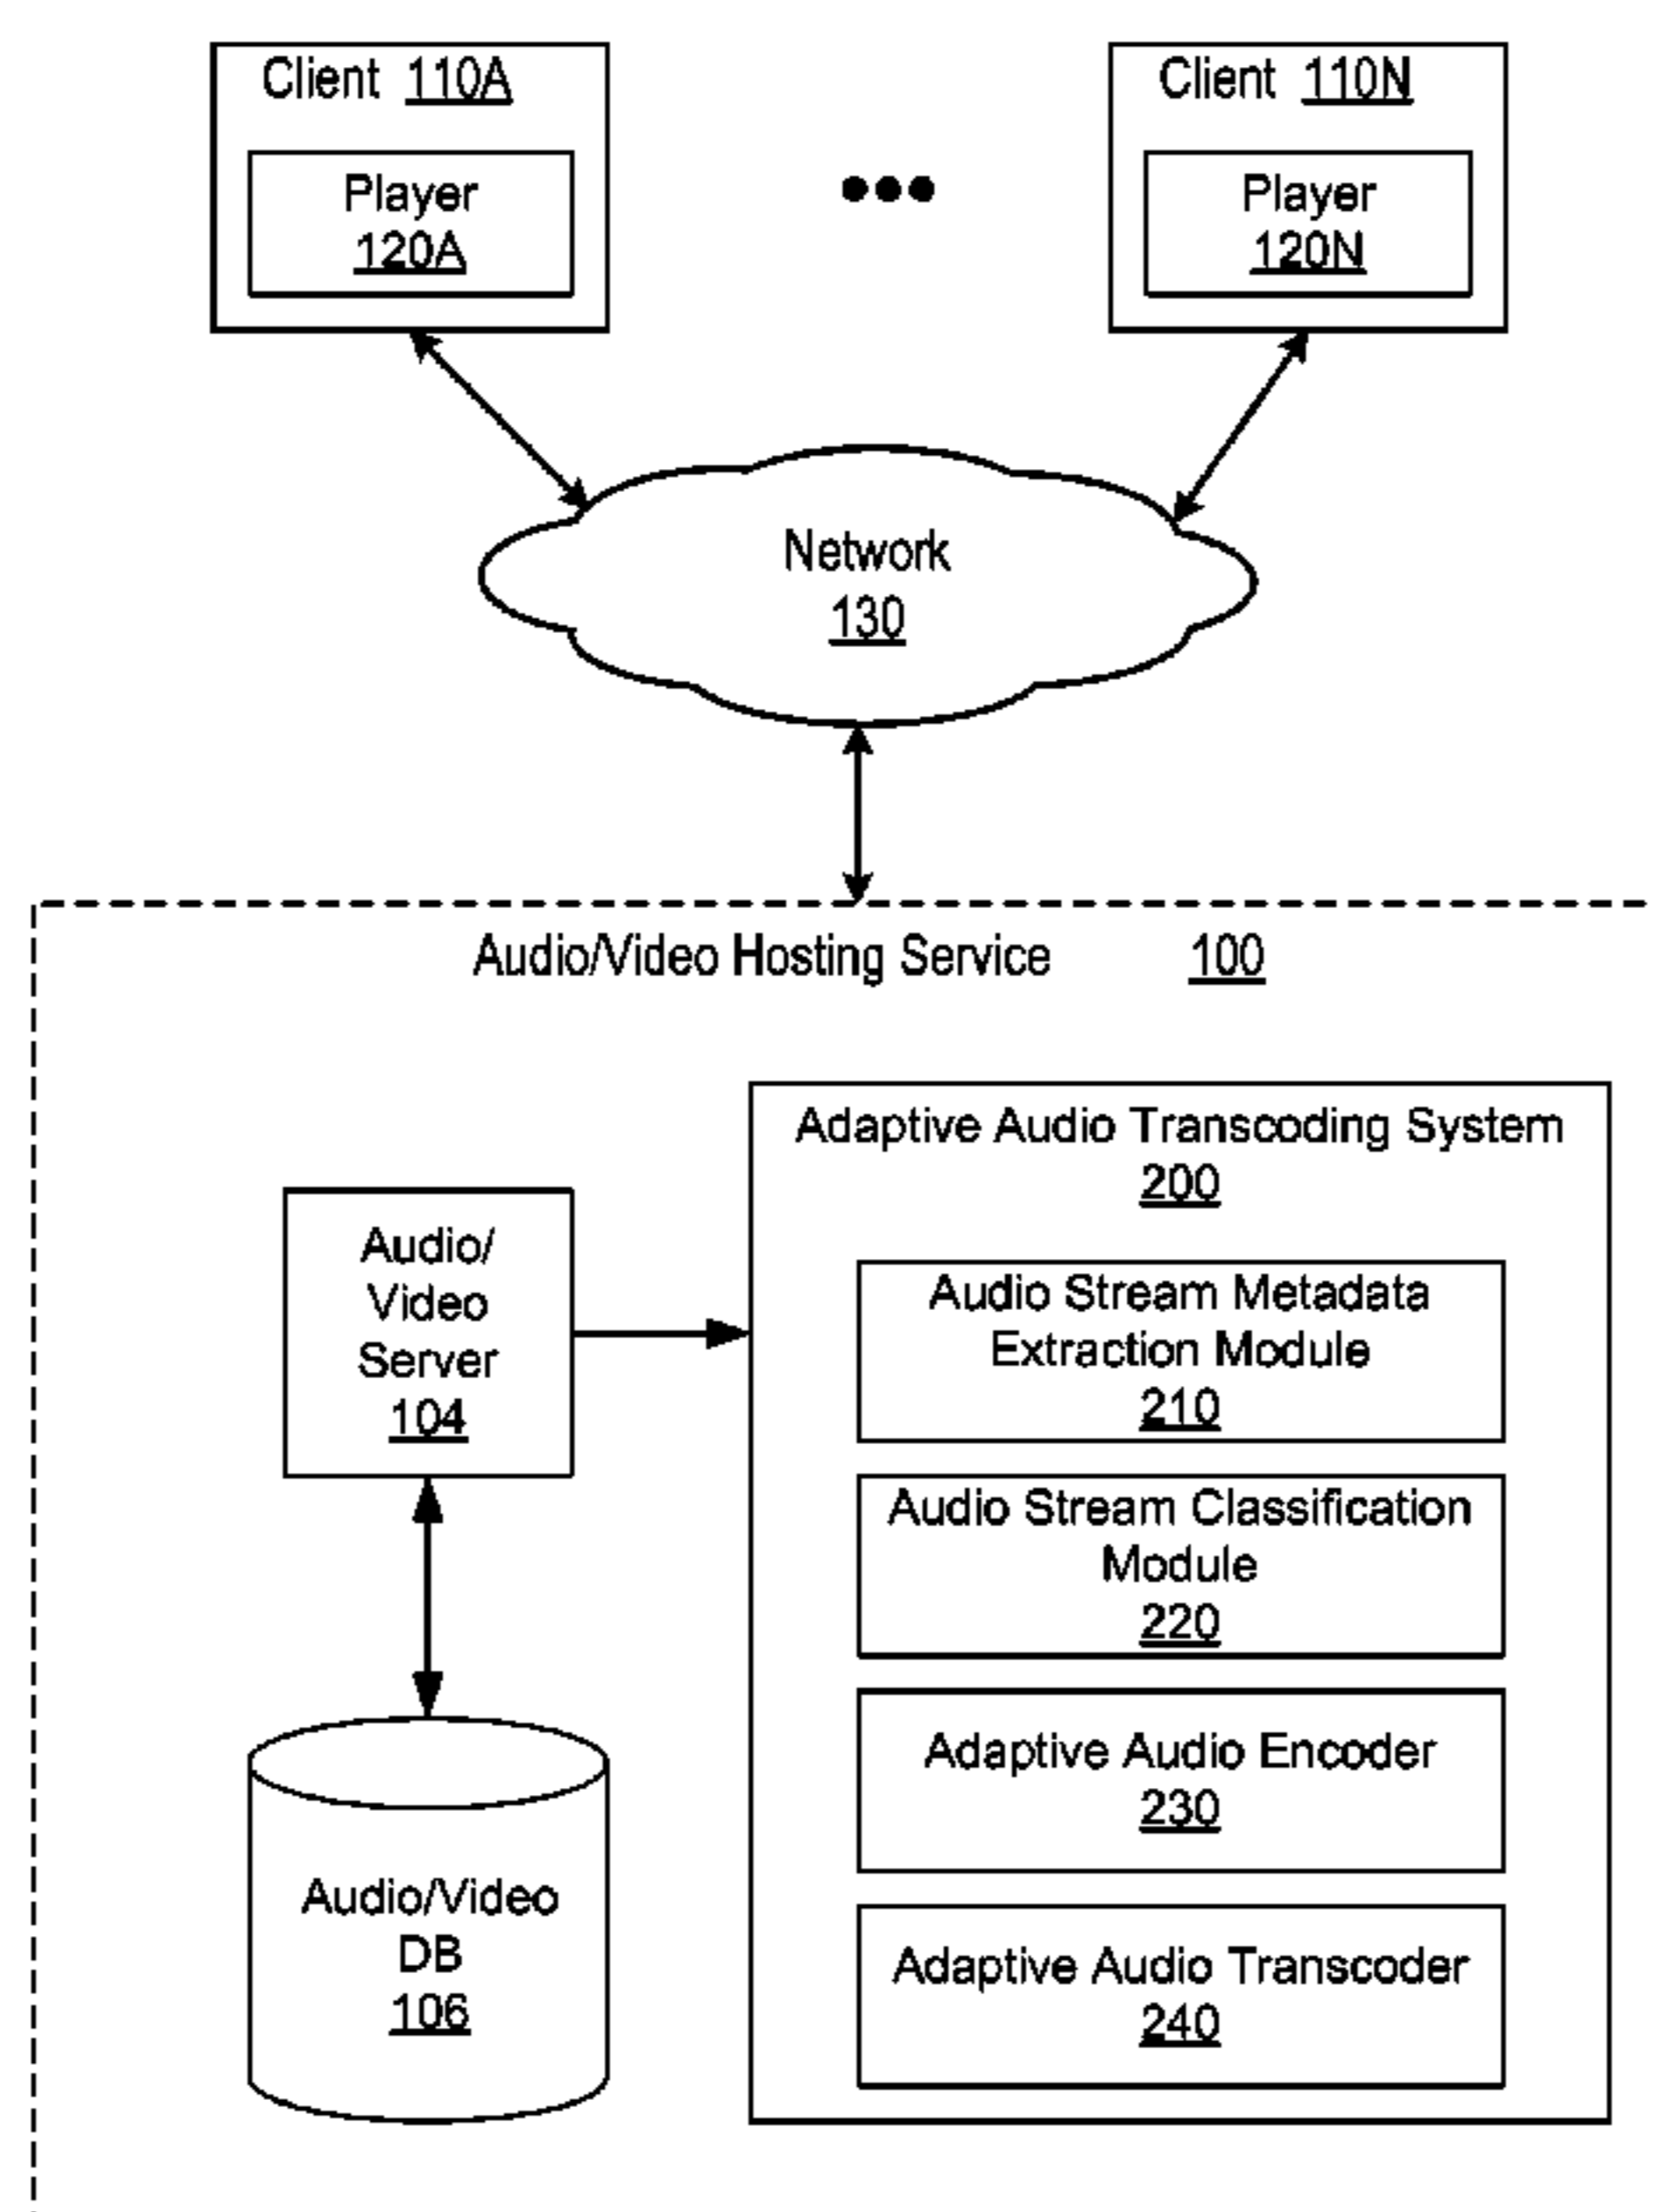 Client 110A
Player
120A
Client 110N
Player
120N
Network
130
Audio/Video Hosting Service 100
Adaptive Audio Transcoding System
200
Audio/
Video
Server
104
Audio Stream Metadata
Extraction Module
210
Audio Stream Classification
Module
220
Adaptive Audio Encoder
230
Audio/Video
DB
106
Adaptive Audio Transcoder
240